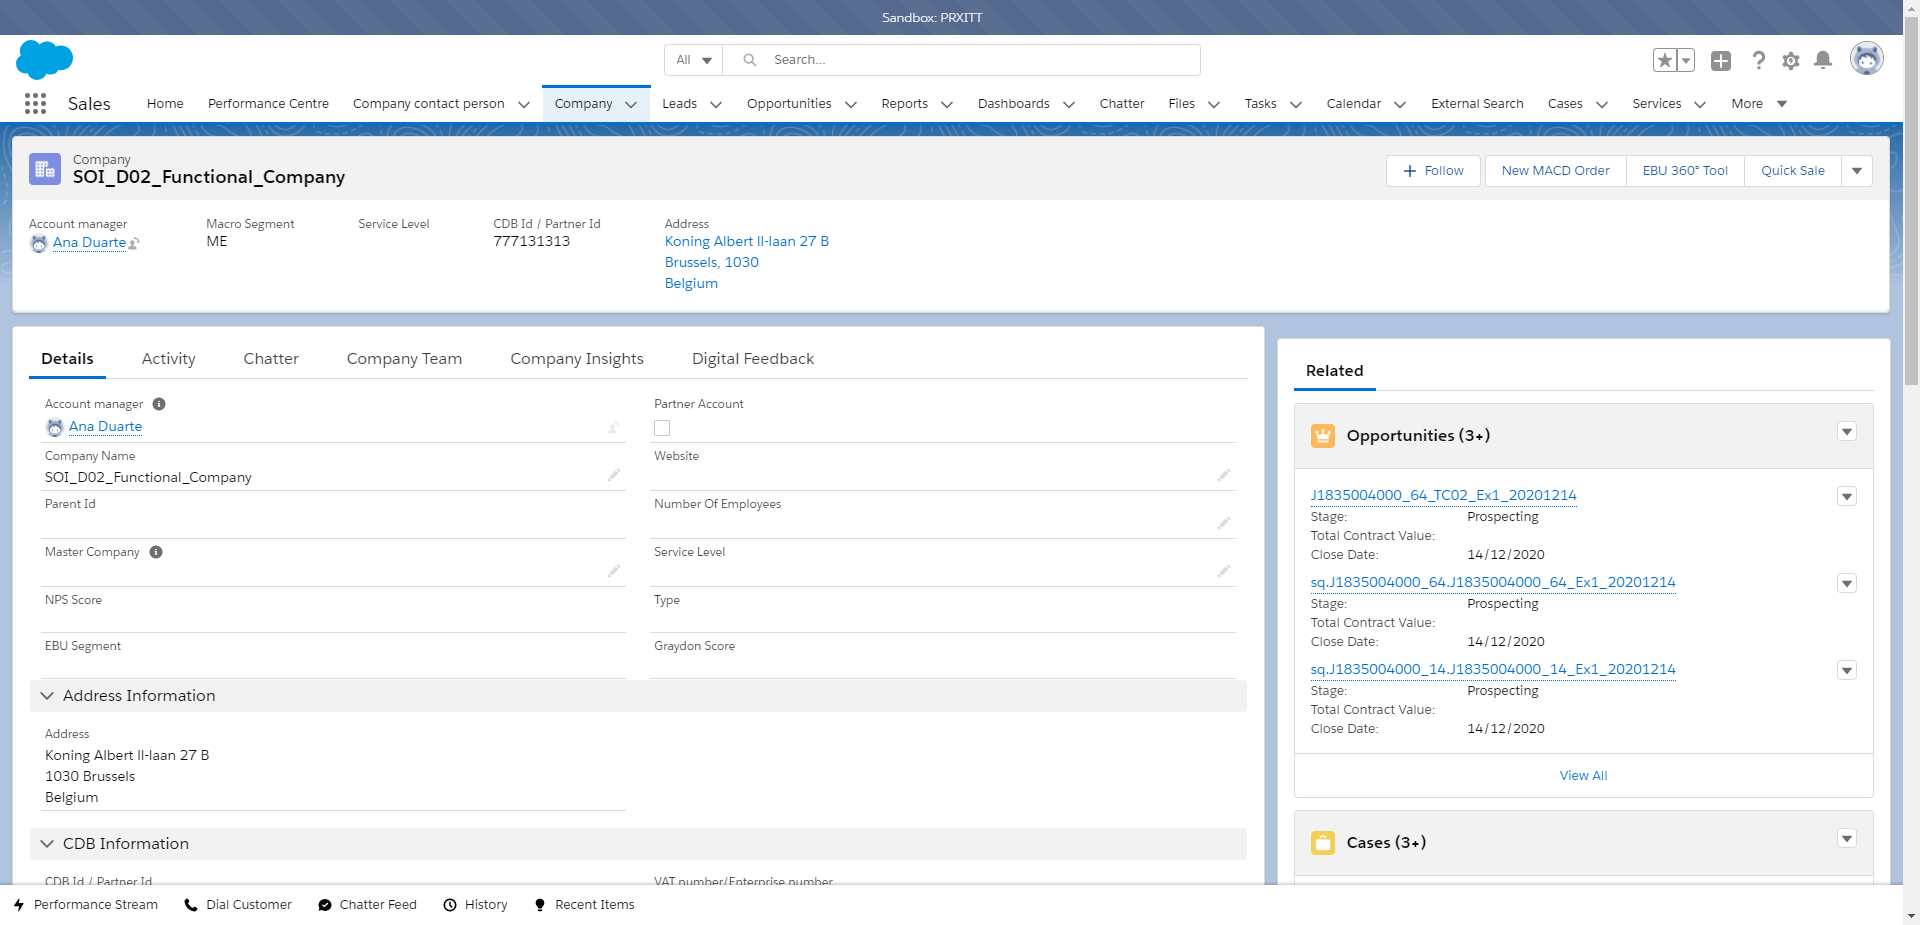 Sandbox: PRXITT
All
Search...
Sales
Home
Performance Centre
Company contact person
Company
Leads
Opportunities
Reports
Dashboards
Chatter
Files
Tasks
Calendar
External Search
Cases
Services
More
Company
SOI_D02_Functional_Company
Follow
New MACD Order
EBU 360° Tool
Quick Sale
Account manager
Ana Duarte
Macro Segment
ME
Service Level
CDB Id / Partner Id
777131313
Address
Koning Albert II-laan 27 B
Brussels, 1030
Belgium
Details
Activity
Chatter
Company Team
Company Insights
Digital Feedback
Account manager
Ana Duarte
Partner Account
Company Name
SOI_D02_Functional_Company
Website
Parent Id
Number Of Employees
Master Company
Service Level
NPS Score
Type
EBU Segment
Graydon Score
Address Information
Address
Koning Albert II-laan 27 B
1030 Brussels
Belgium
CDB Information
CDB Id / Partner Id
VAT number/Enterprise number
Related
Opportunities (3+)
J1835004000_64_TC02_Ex1_20201214
Stage: Prospecting
Total Contract Value:
Close Date: 14/12/2020
sq.J1835004000_64.J1835004000_64_Ex1_20201214
Stage: Prospecting
Total Contract Value:
Close Date: 14/12/2020
sq.J1835004000_14.J1835004000_14_Ex1_20201214
Stage: Prospecting
Total Contract Value:
Close Date: 14/12/2020
View All
Cases (3+)
Performance Stream
Dial Customer
Chatter Feed
History
Recent Items